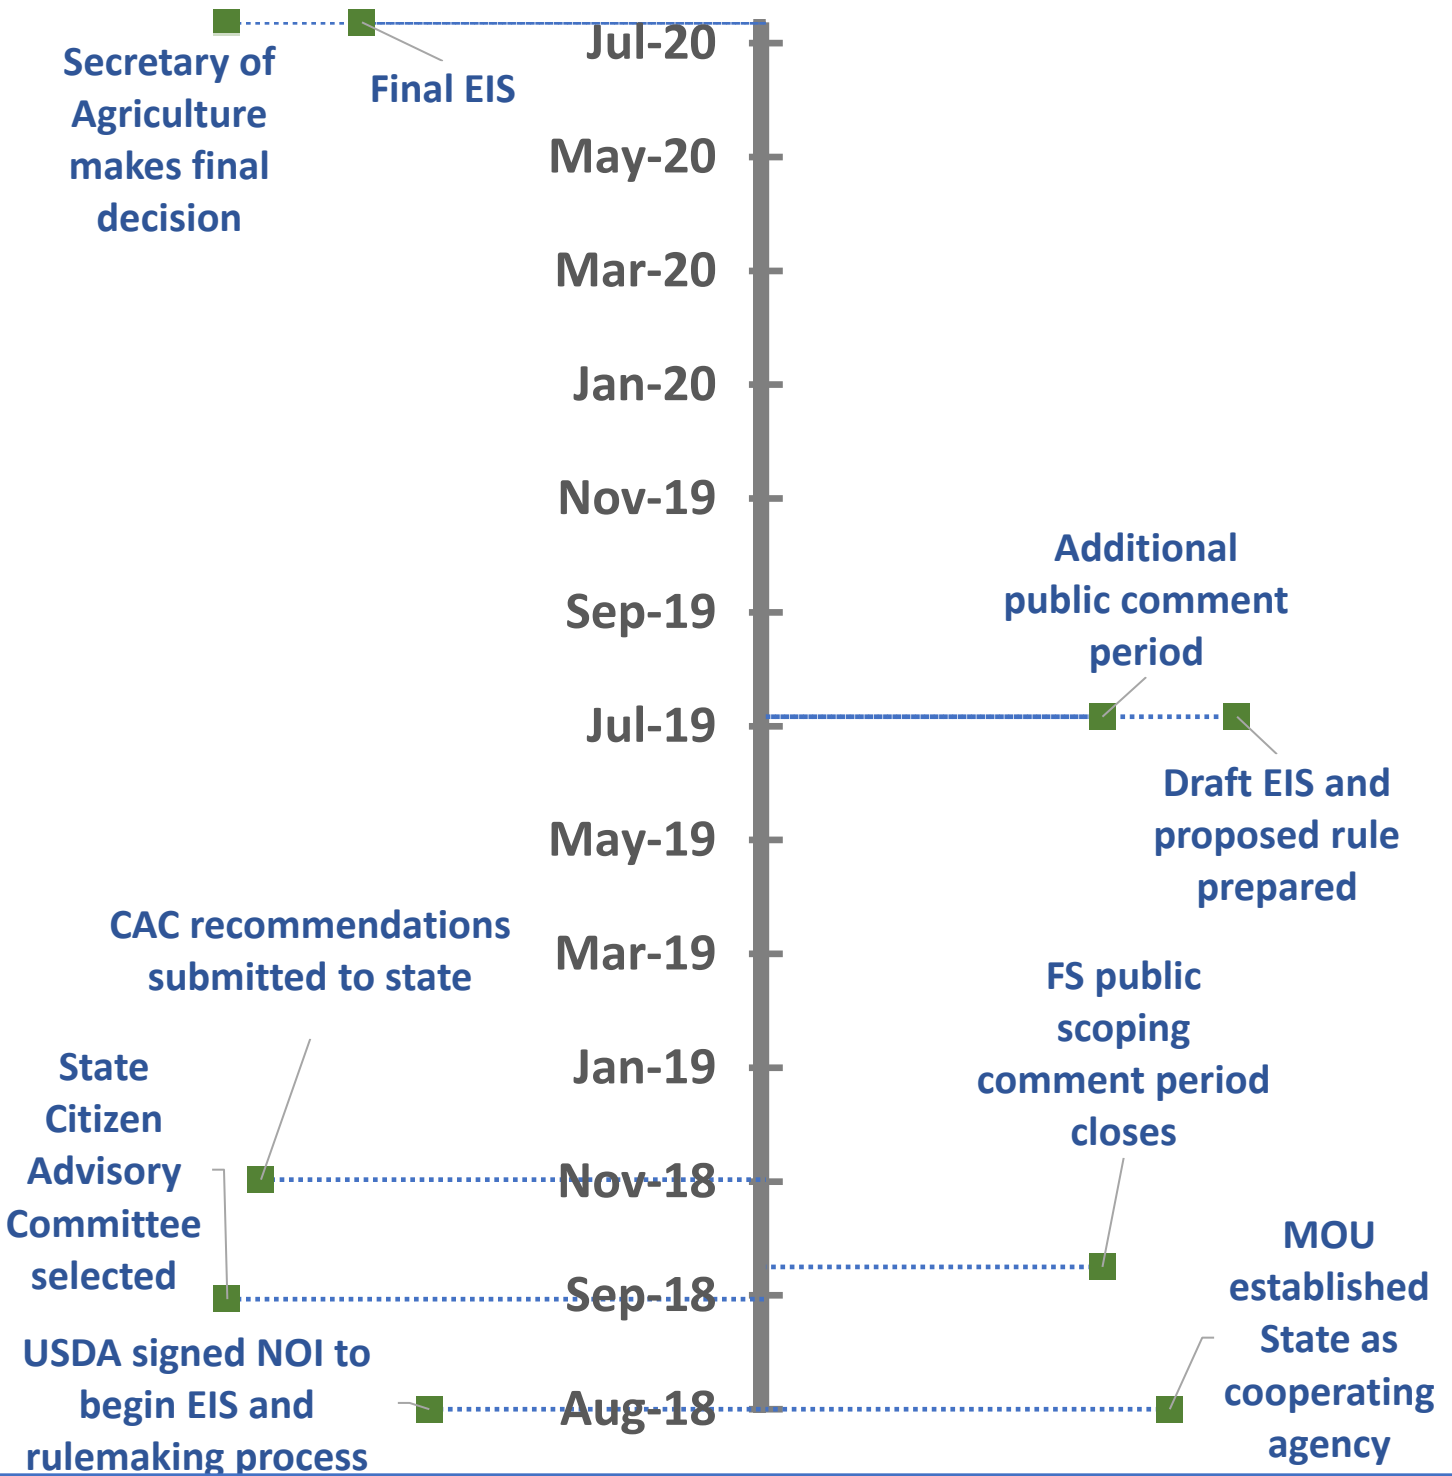 Secretary of
Agriculture
makes final
decision
Final EIS
Jul-20
May-20
Mar-20
Jan-20
Nov-19
Sep-19
Jul-19
May-19
Mar-19
Jan-19
Nov-18
Sep-18
Aug-18
Additional
public comment
period
Draft EIS and
proposed rule
prepared
CAC recommendations
submitted to state
FS public
scoping
comment period
closes
State
Citizen
Advisory
Committee
selected
MOU
established
State as
cooperating
agency
USDA signed NOI to
begin EIS and
rulemaking process